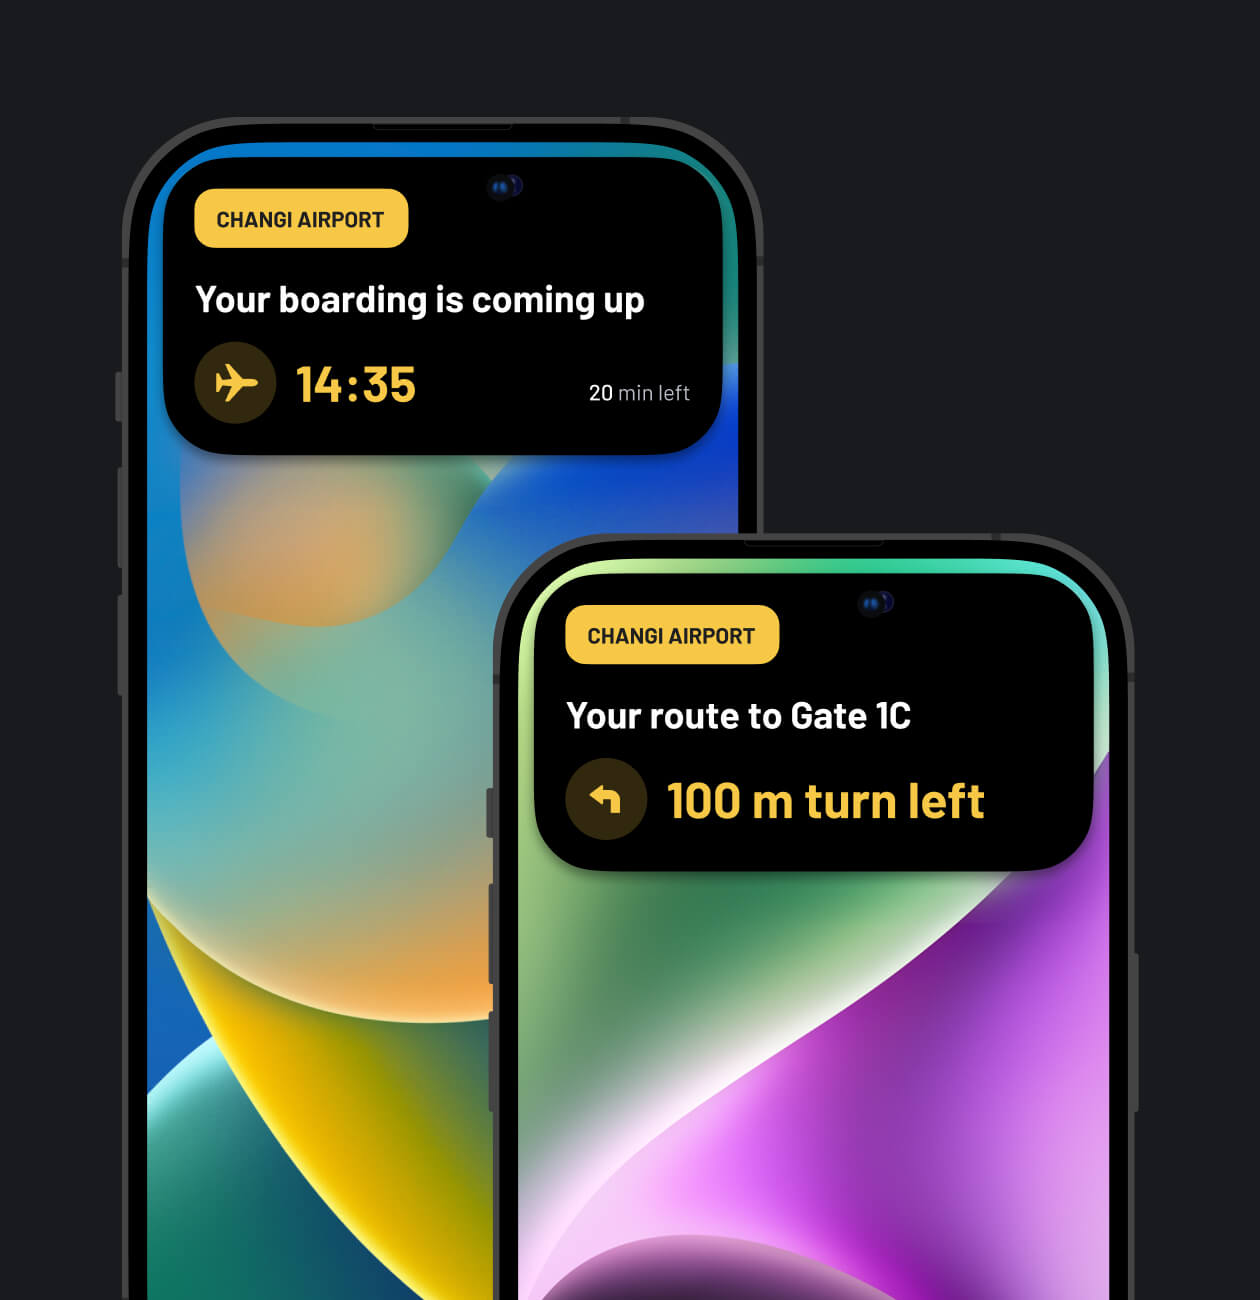 CHANGI AIRPORT
Your boarding is coming up
14:35
20 min left
CHANGI AIRPORT
Your route to Gate 1C
100 m turn left